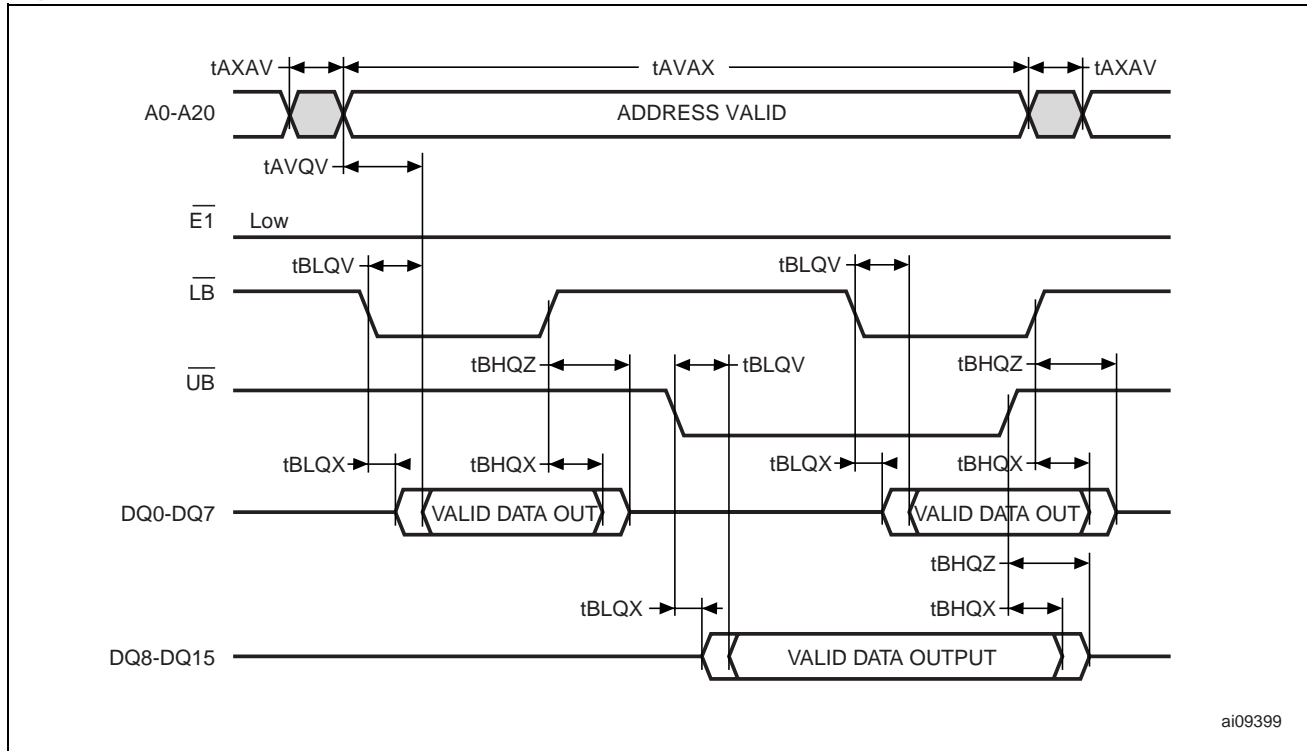 tAXAV tAVAX tAXAV
A0-A20 ADDRESS VALID
tAVQV
E1 Low
tBLQV tBLQV
LB
tBHQZ tBLQV tBHQZ
UB
tBLQX tBHQX tBLQX tBHQX
DQ0-DQ7 VALID DATA OUT VALID DATA OUT
tBHQZ
tBLQX tBHQX
DQ8-DQ15 VALID DATA OUTPUT
ai09399